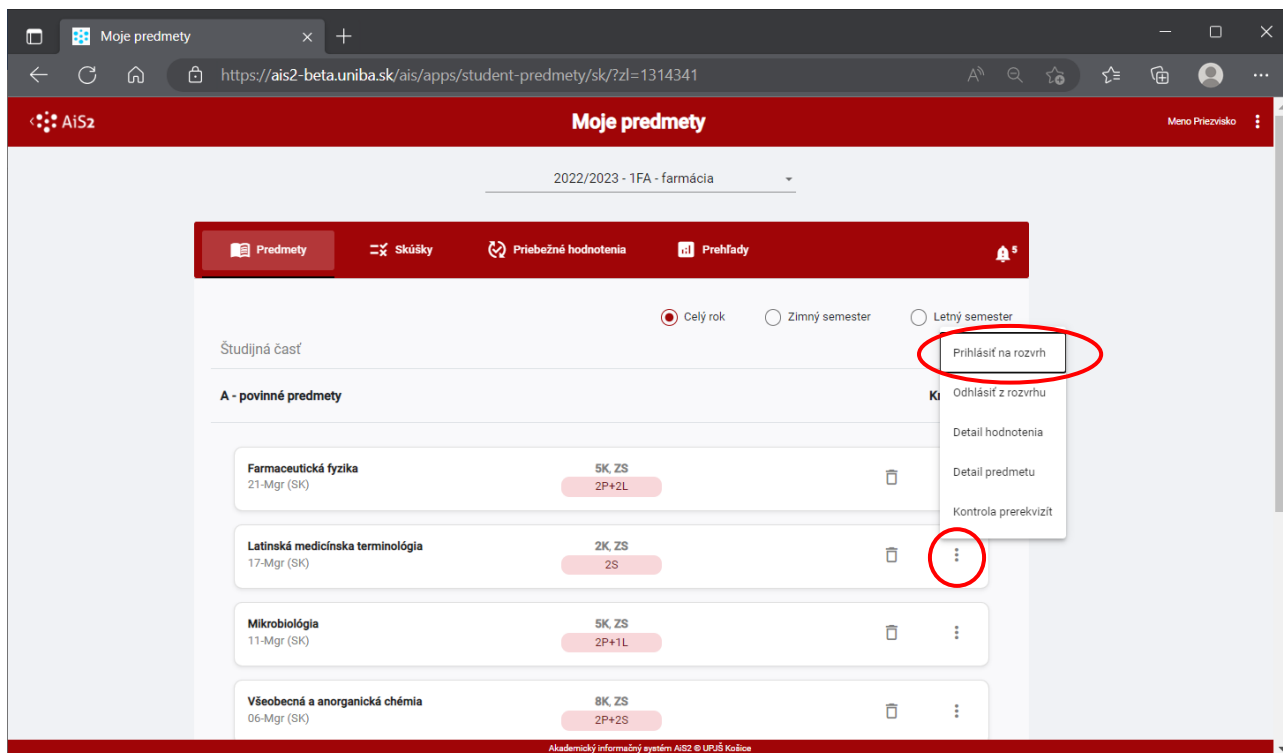 Moje predmety
https://ais2-beta.uniba.sk/ais/apps/student-predmety/sk/?zl=1314341
AiS2
Moje predmety
Meno Priezvisko
2022/2023 - 1FA - farmácia
Predmety
Skúšky
Priebežné hodnotenia
Prehľady
5
Celý rok
Zimný semester
Letný semester
Študijná časť
Prihlásiť na rozvrh
A - povinné predmety
Odhlásiť z rozvrhu
Detail hodnotenia
Detail predmetu
Kontrola prerekvizít
Farmaceutická fyzika
21-Mgr (SK)
5K, ZS
2P+2L
Latinská medicínska terminológia
17-Mgr (SK)
2K, ZS
2S
Mikrobiológia
11-Mgr (SK)
5K, ZS
2P+1L
Všeobecná a anorganická chémia
06-Mgr (SK)
8K, ZS
2P+2S
Akademický informačný systém AiS2 © UPJŠ Košice